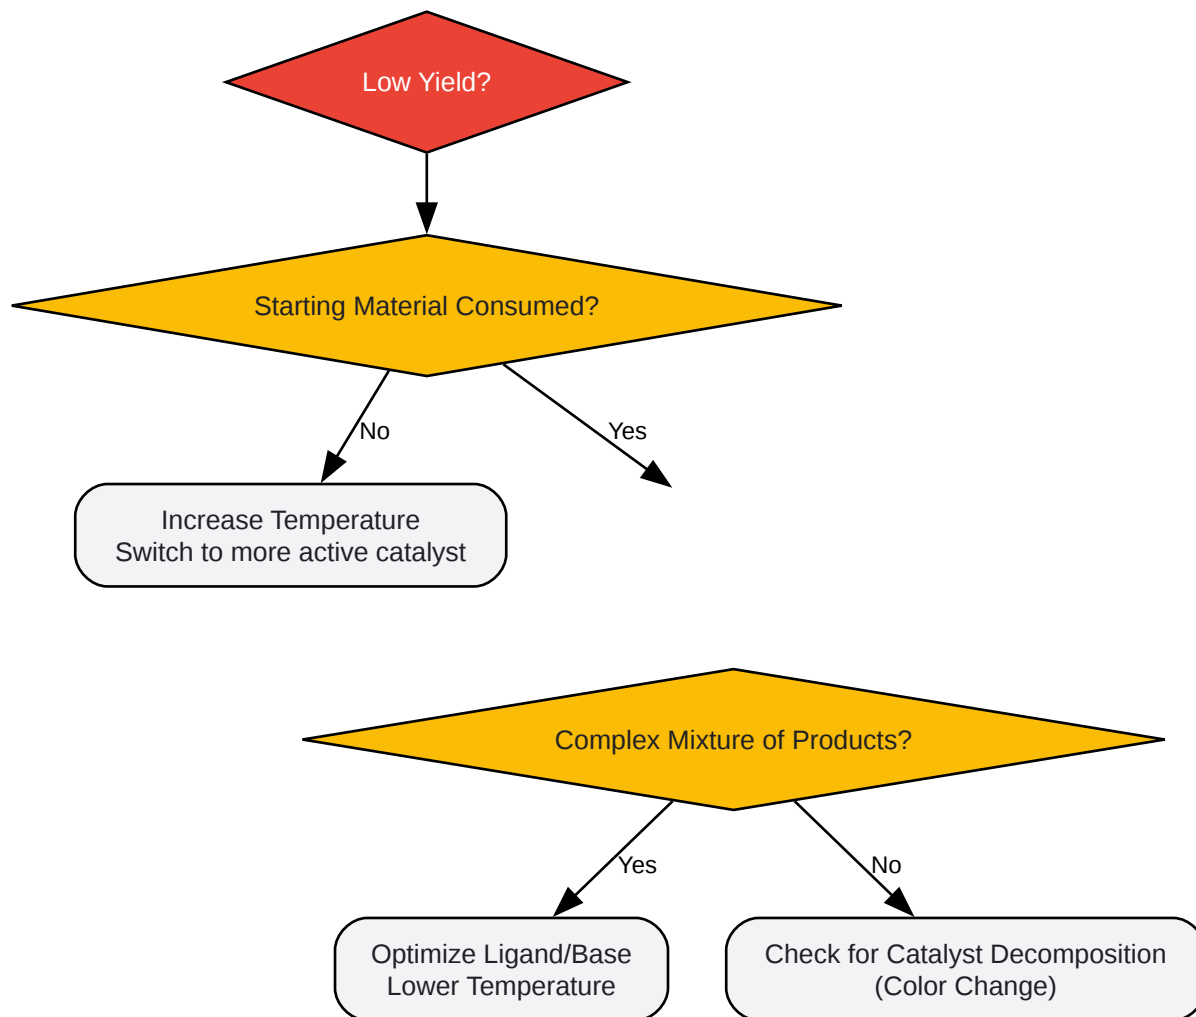 Low Yield?
Starting Material Consumed?
No
Yes
Increase Temperature
Switch to more active catalyst
Complex Mixture of Products?
Yes
No
Optimize Ligand/Base
Lower Temperature
Check for Catalyst Decomposition
(Color Change)